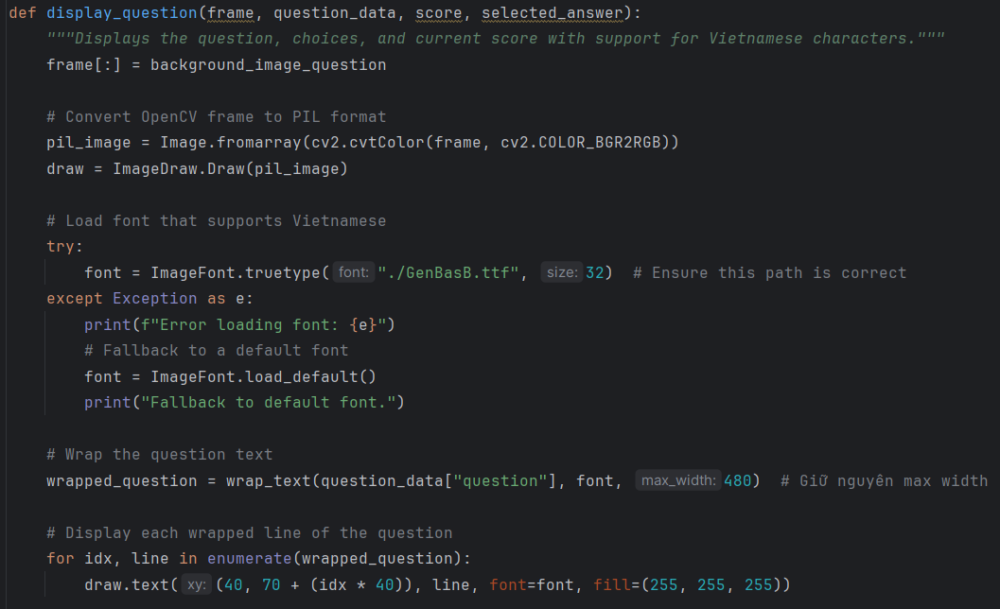 def display_question(frame, question_data, score, selected_answer):
    """Displays the question, choices, and current score with support for Vietnamese characters."""
    frame[:] = background_image_question

    # Convert OpenCV frame to PIL format
    pil_image = Image.fromarray(cv2.cvtColor(frame, cv2.COLOR_BGR2RGB))
    draw = ImageDraw.Draw(pil_image)

    # Load font that supports Vietnamese
    try:
        font = ImageFont.truetype( font: "./GenBasB.ttf", size: 32)  # Ensure this path is correct
    except Exception as e:
        print(f"Error loading font: {e}")
        # Fallback to a default font
        font = ImageFont.load_default()
        print("Fallback to default font.")

    # Wrap the question text
    wrapped_question = wrap_text(question_data["question"], font, max_width: 480)  # Giữ nguyên max width

    # Display each wrapped line of the question
    for idx, line in enumerate(wrapped_question):
        draw.text( xy: (40, 70 + (idx * 40)), line, font=font, fill=(255, 255, 255))